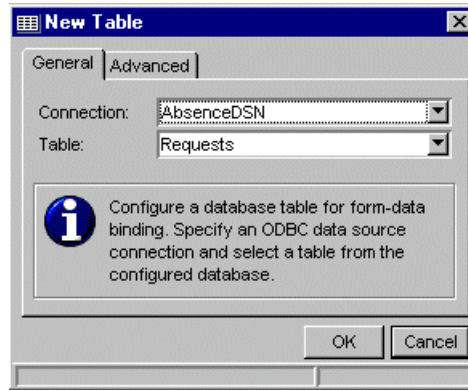 New Table
General Advanced
Connection: AbsenceDSN
Table: Requests
Configure a database table for form-data
binding. Specify an ODBC data source
connection and select a table from the
configured database.
OK Cancel